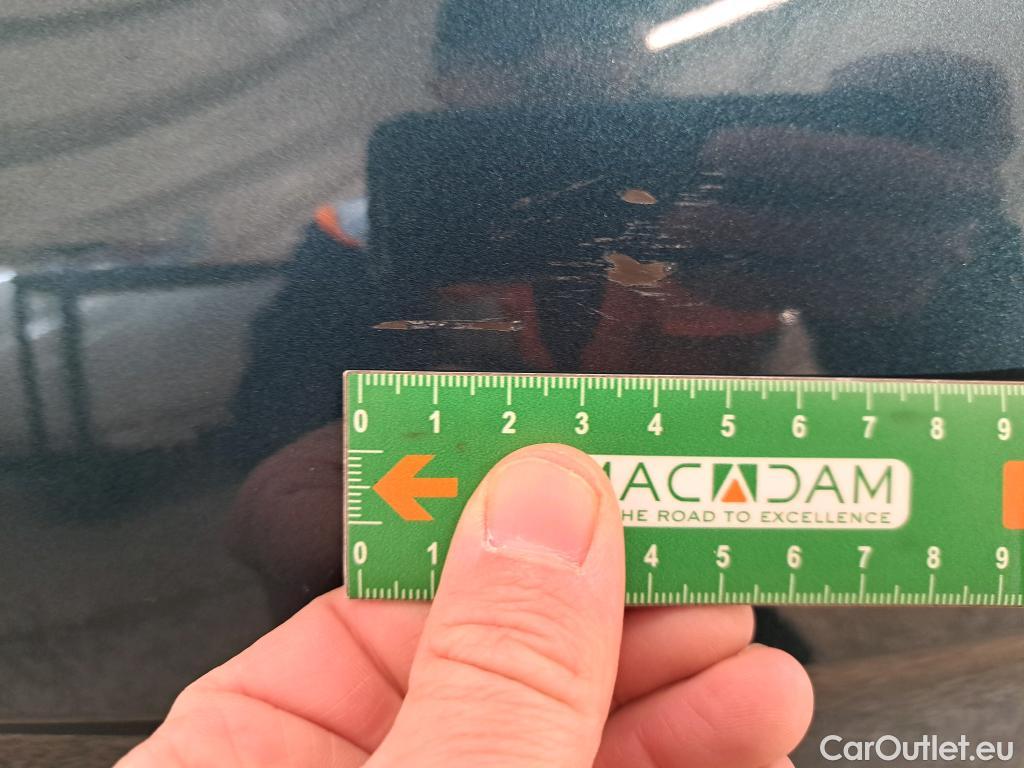 0 1 2 3 4 5 6 7 8 9
MACADAM
HE ROAD TO EXCELLENCE
0 1 4 5 6 7 8 9
CarOutlet.eu